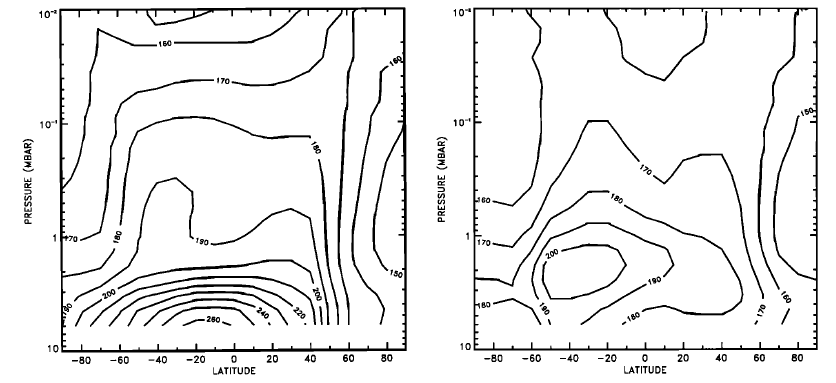 10⁻² 10⁻²
160 160
170
150
10⁻¹ 10⁻¹
180 170
PRESSURE (MBAR) PRESSURE (MBAR)
180
160
170 180 190 170
1 1
200
150
190 200 200 190
180 190 220 240 180 170 160
260
10 10
-80 -60 -40 -20 0 20 40 60 80 -80 -60 -40 -20 0 20 40 60 80
LATITUDE LATITUDE